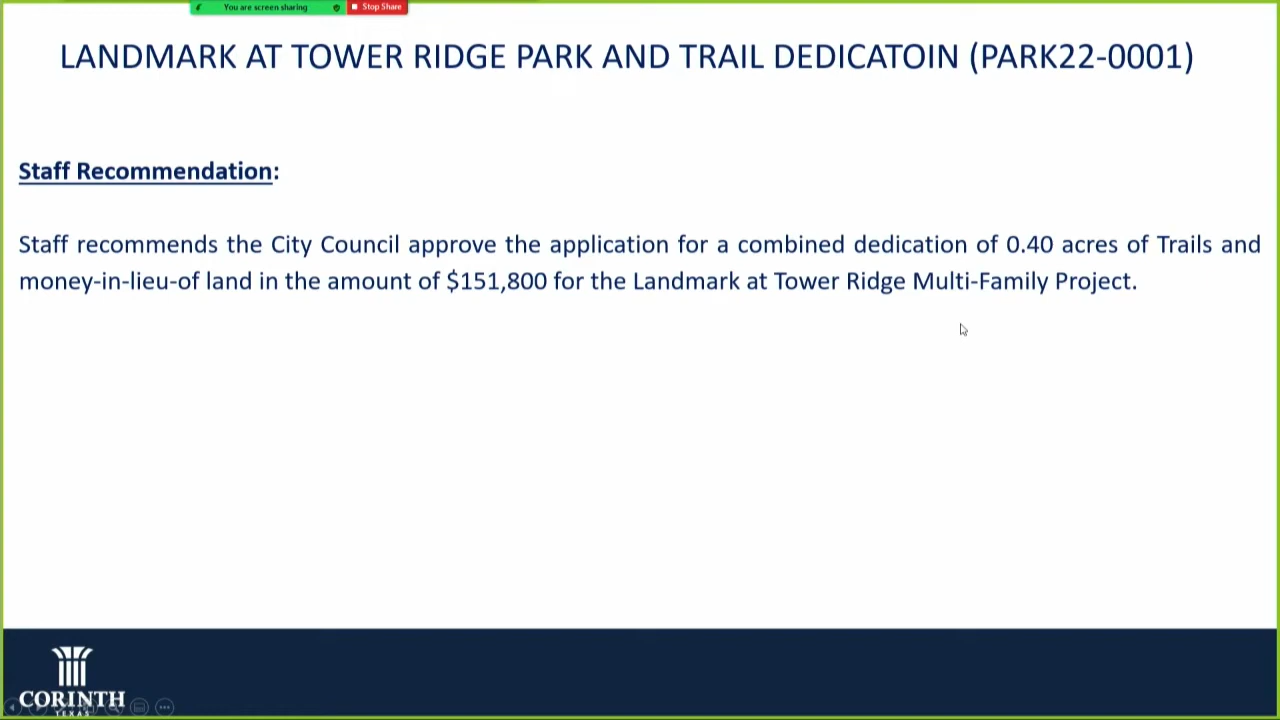 You are screen sharing
Stop Share
LANDMARK AT TOWER RIDGE PARK AND TRAIL DEDICATOIN (PARK22-0001)
Staff Recommendation:
Staff recommends the City Council approve the application for a combined dedication of 0.40 acres of Trails and
money-in-lieu-of land in the amount of $151,800 for the Landmark at Tower Ridge Multi-Family Project.
CORINTH
TEXAS